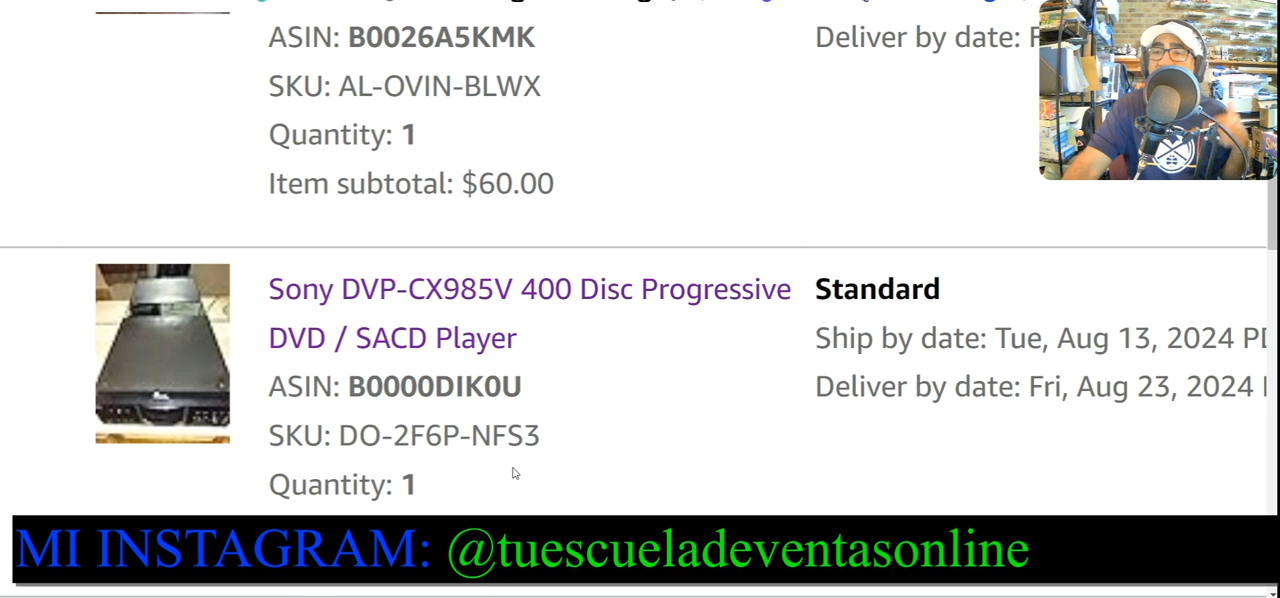 ASIN: B0026A5KMK
Deliver by date: F
SKU: AL-OVIN-BLWX
Quantity: 1
Item subtotal: $60.00
Sony DVP-CX985V 400 Disc Progressive
DVD / SACD Player
Standard
Ship by date: Tue, Aug 13, 2024 PD
Deliver by date: Fri, Aug 23, 2024
ASIN: B0000DIK0U
SKU: DO-2F6P-NFS3
Quantity: 1
MI INSTAGRAM: @tuescueladeventasonline